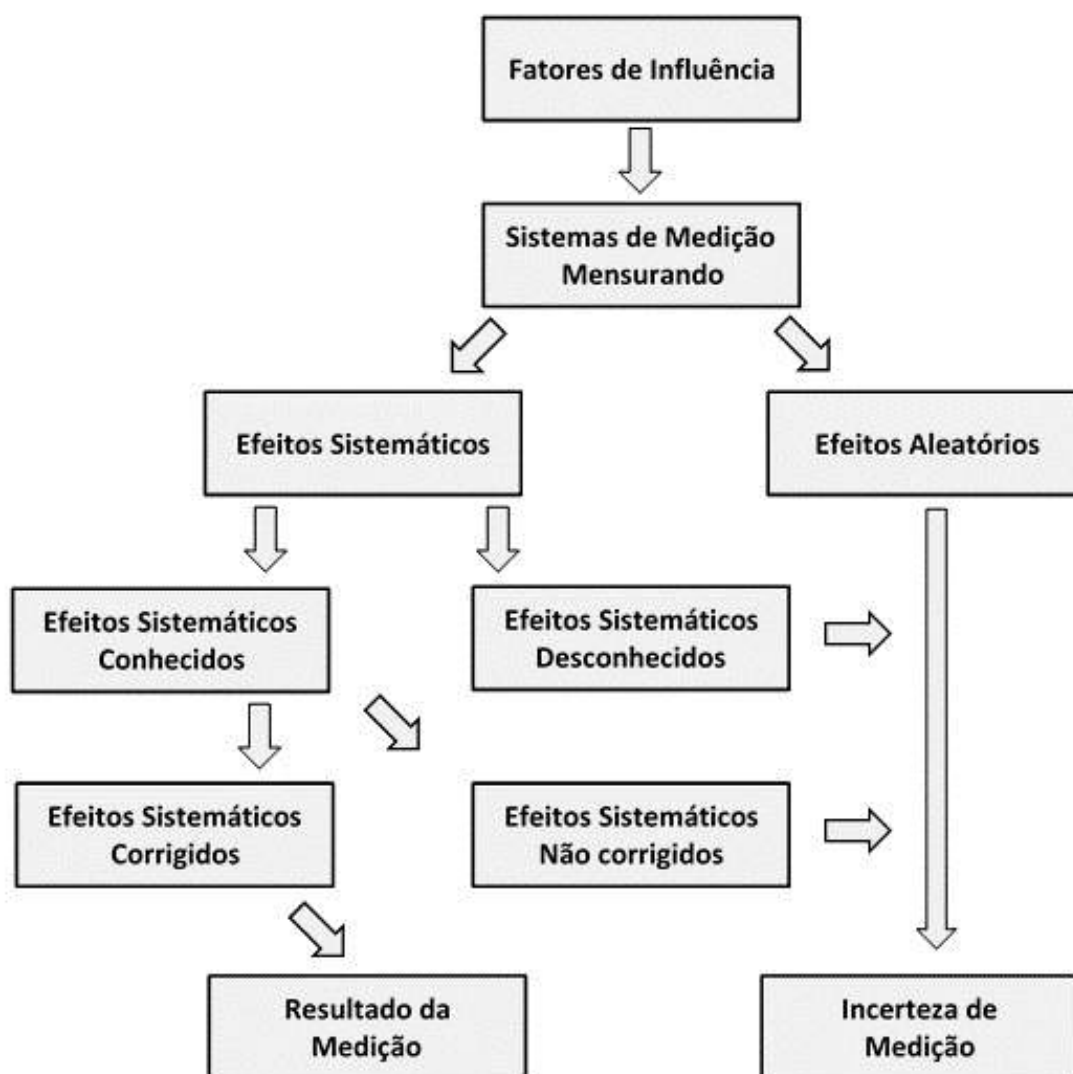 Fatores de Influência
Sistemas de Medição
Mensurando
Efeitos Sistemáticos
Efeitos Aleatórios
Efeitos Sistemáticos
Conhecidos
Efeitos Sistemáticos
Desconhecidos
Efeitos Sistemáticos
Corrigidos
Efeitos Sistemáticos
Não corrigidos
Resultado da
Medição
Incerteza de
Medição